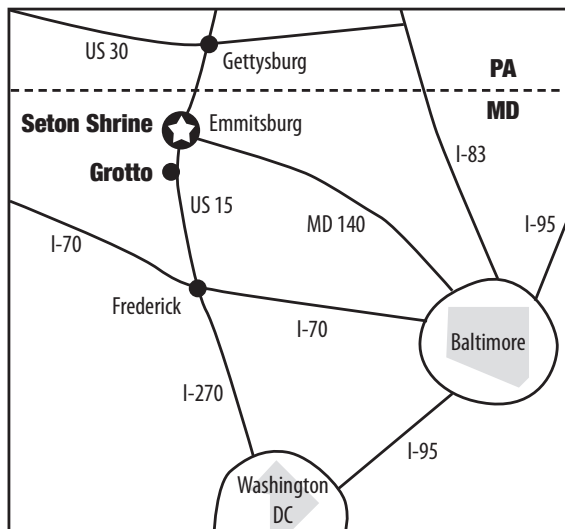 US 30
Gettysburg
PA
MD
Seton Shrine
Emmitsburg
Grotto
US 15
I-83
MD 140
I-95
I-70
Frederick
I-70
Baltimore
I-270
I-95
Washington
DC